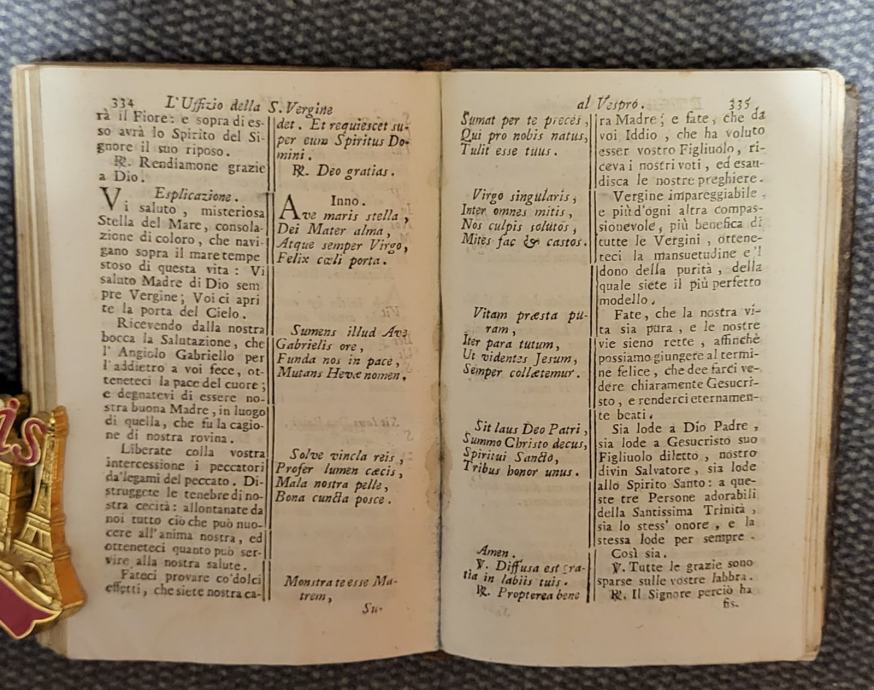 334 L'Uffizio della S. Vergine
rà il Fiore: e sopra di es-
so avrà lo Spirito del Si-
gnore il suo riposo.
℞. Rendiamone grazie
a Dio.
Esplicazione.
Vi saluto, misteriosa
Stella del Mare, consola-
zione di coloro, che navi-
gano sopra il mare tempe
stoso di questa vita: Vi
saluto Madre di Dio sem
pre Vergine; Voi ci apri
te la porta del Cielo.
Ricevendo dalla nostra
bocca la Salutazione, che
l'Angiolo Gabriello per
l'addietro a voi fece, ot-
teneteci la pace del cuore;
e degnatevi di essere no-
stra buona Madre, in luogo
di quella, che fu la cagio-
ne di nostra rovina.
Liberate colla vostra
intercessione i peccatori
da'legami del peccato. Di-
struggete le tenebre di no-
stra cecità: allontanate da
noi tutto ciò che può nuo-
cere all'anima nostra, ed
otteneteci quanto può ser-
vire alla nostra salute.
Fateci provare co'dolci
effetti, che siete nostra ca-
det. Et requiescet su-
per eum Spiritus Do-
mini.
℞. Deo gratias.
Inno.
Ave maris stella,
Dei Mater alma,
Atque semper Virgo,
Felix cœli porta.
Sumens illud Ave
Gabrielis ore,
Funda nos in pace,
Mutans Hevæ nomen.
Solve vincla reis,
Profer lumen cæcis,
Mala nostra pelle,
Bona cuncta posce.
Monstra te esse Ma-
trem,
Su-
al Vespro. 335
Sumat per te preces,
Qui pro nobis natus,
Tulit esse tuus.
Virgo singularis,
Inter omnes mitis,
Nos culpis solutos,
Mites fac & castos.
Vitam præsta pu-
ram,
Iter para tutum,
Ut videntes Jesum,
Semper collætemur.
Sit laus Deo Patri,
Summo Christo decus,
Spiritui Sancto,
Tribus honor unus.
Amen.
℣. Diffusa est gra-
tia in labiis tuis.
℞. Propterea bene
ra Madre; e fate, che da
voi Iddio, che ha voluto
esser vostro Figliuolo, ri-
ceva i nostri voti, ed esau-
disca le nostre preghiere.
Vergine impareggiabile,
e più d'ogni altra compas-
sionevole, più benefica di
tutte le Vergini, ottene-
teci la mansuetudine e'l
dono della purità, della
quale siete il più perfetto
modello.
Fate, che la nostra vi-
ta sia pura, e le nostre
vie sieno rette, affinchè
possiamo giungere al termi-
ne felice, che dee farci ve-
dere chiaramente Gesucri-
sto, e renderci eternamen-
te beati.
Sia lode a Dio Padre,
sia lode a Gesucristo suo
Figliuolo diletto, nostro
divin Salvatore, sia lode
allo Spirito Santo: a que-
ste tre Persone adorabili
della Santissima Trinità,
sia lo stess'onore, e la
stessa lode per sempre.
Così sia.
℣. Tutte le grazie sono
sparse sulle vostre labbra.
℞. Il Signore perciò ha
fis-
is